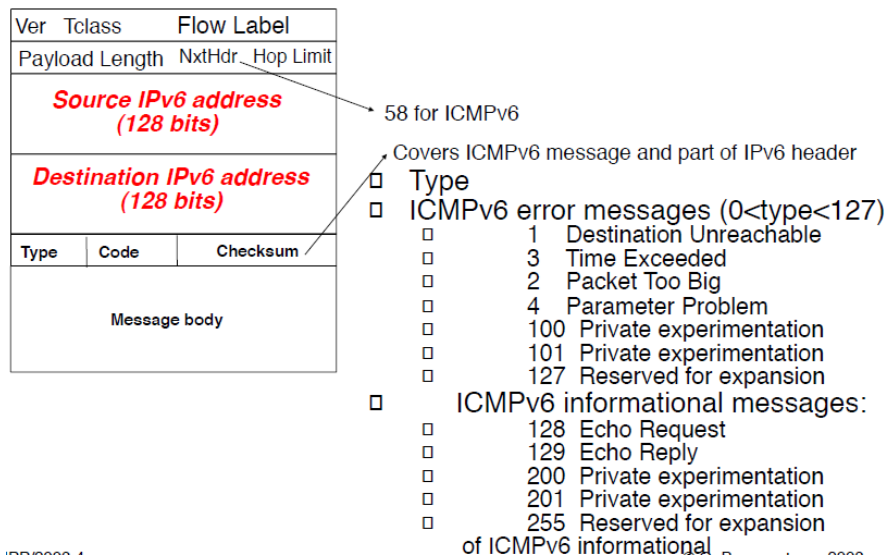 Ver Tclass Flow Label
Payload Length NxtHdr Hop Limit
Source IPv6 address
(128 bits)
Destination IPv6 address
(128 bits)
Type Code Checksum
Message body
58 for ICMPv6
Covers ICMPv6 message and part of IPv6 header
Type
ICMPv6 error messages (0<type<127)
1 Destination Unreachable
3 Time Exceeded
2 Packet Too Big
4 Parameter Problem
100 Private experimentation
101 Private experimentation
127 Reserved for expansion
ICMPv6 informational messages:
128 Echo Request
129 Echo Reply
200 Private experimentation
201 Private experimentation
255 Reserved for expansion
of ICMPv6 informational